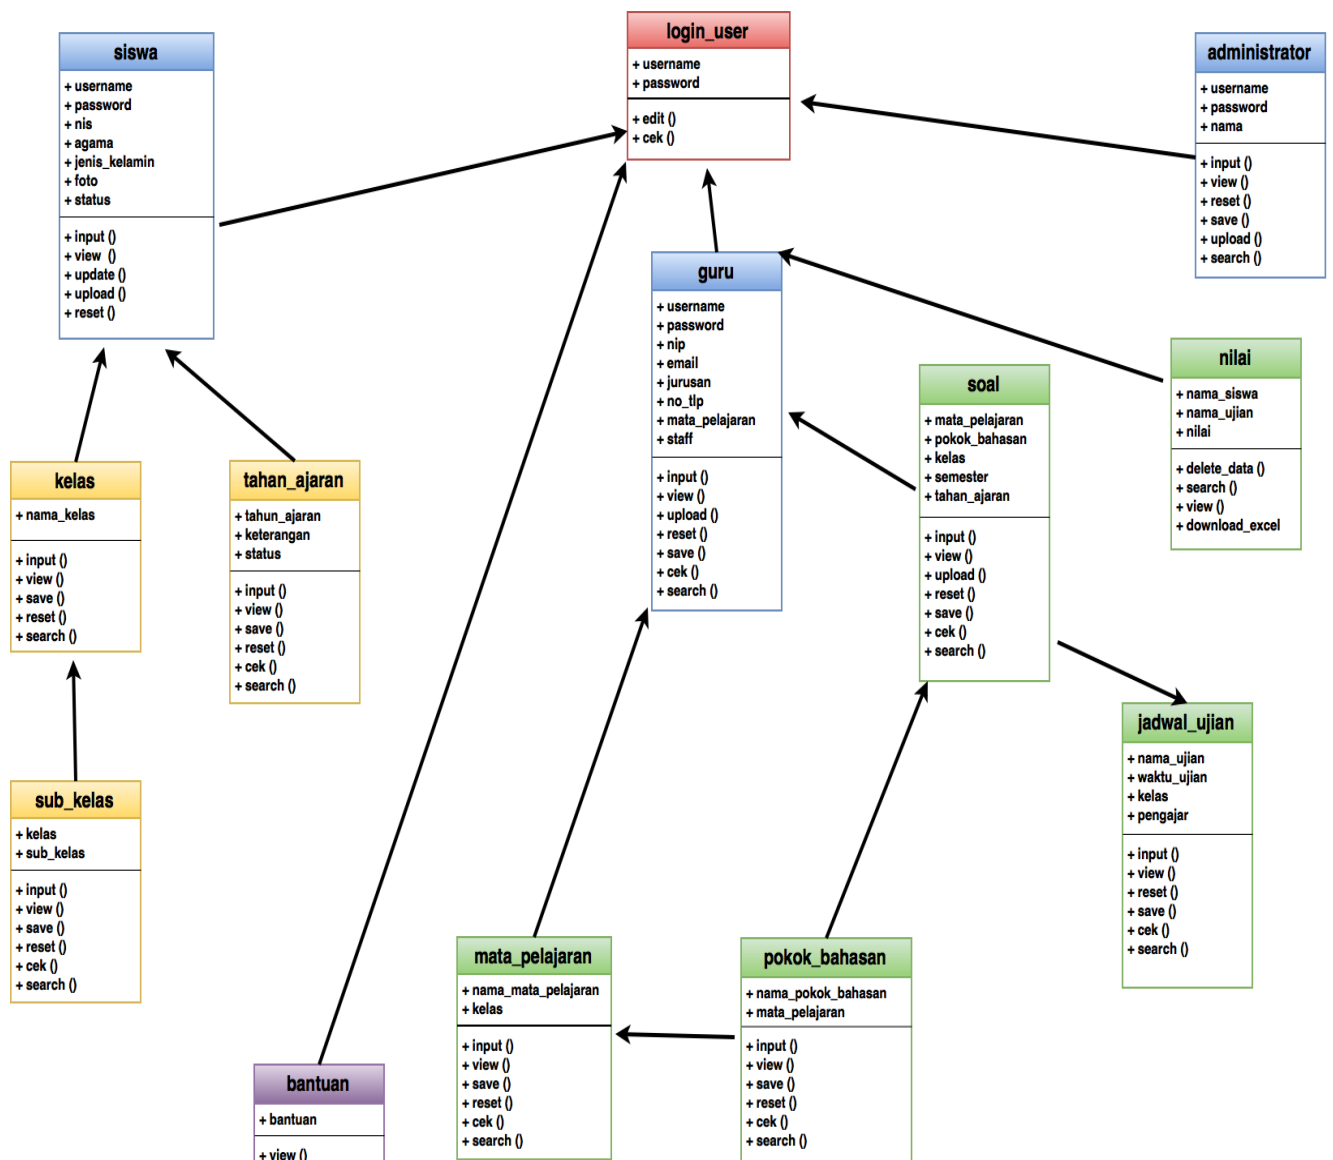 siswa
+ username
+ password
+ nis
+ agama
+ jenis_kelamin
+ foto
+ status
+ input ()
+ view ()
+ update ()
+ upload ()
+ reset ()
login_user
+ username
+ password
+ edit ()
+ cek ()
administrator
+ username
+ password
+ nama
+ input ()
+ view ()
+ reset ()
+ save ()
+ upload ()
+ search ()
guru
+ username
+ password
+ nip
+ email
+ jurusan
+ no_tlp
+ mata_pelajaran
+ staff
+ input ()
+ view ()
+ upload ()
+ reset ()
+ save ()
+ cek ()
+ search ()
soal
+ mata_pelajaran
+ pokok_bahasan
+ kelas
+ semester
+ tahan_ajaran
+ input ()
+ view ()
+ upload ()
+ reset ()
+ save ()
+ cek ()
+ search ()
nilai
+ nama_siswa
+ nama_ujian
+ nilai
+ delete_data ()
+ search ()
+ view ()
+ download_excel
kelas
+ nama_kelas
+ input ()
+ view ()
+ save ()
+ reset ()
+ search ()
tahan_ajaran
+ tahun_ajaran
+ keterangan
+ status
+ input ()
+ view ()
+ save ()
+ reset ()
+ cek ()
+ search ()
sub_kelas
+ kelas
+ sub_kelas
+ input ()
+ view ()
+ save ()
+ reset ()
+ cek ()
+ search ()
jadwal_ujian
+ nama_ujian
+ waktu_ujian
+ kelas
+ pengajar
+ input ()
+ view ()
+ reset ()
+ save ()
+ cek ()
+ search ()
mata_pelajaran
+ nama_mata_pelajaran
+ kelas
+ input ()
+ view ()
+ save ()
+ reset ()
+ cek ()
+ search ()
pokok_bahasan
+ nama_pokok_bahasan
+ mata_pelajaran
+ input ()
+ view ()
+ save ()
+ reset ()
+ cek ()
+ search ()
bantuan
+ bantuan
+ view ()